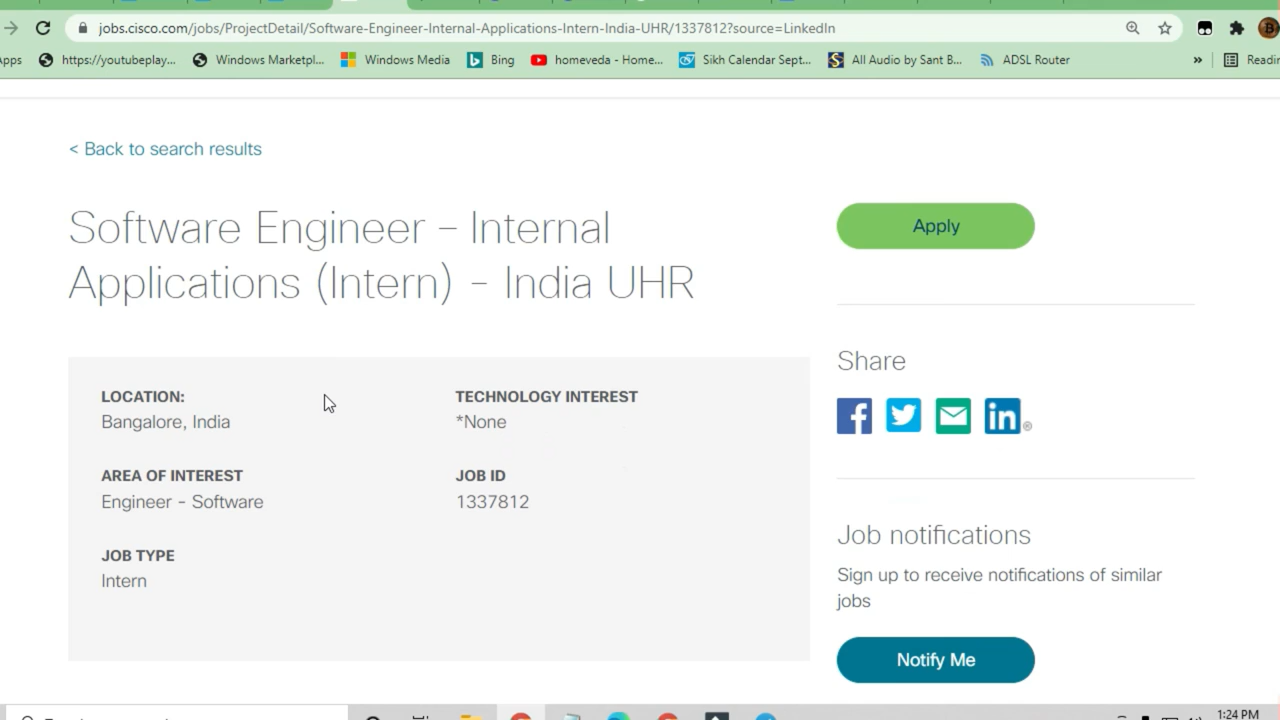 jobs.cisco.com/jobs/ProjectDetail/Software-Engineer-Internal-Applications-Intern-India-UHR/1337812?source=LinkedIn
https://youtubeplay... Windows Marketpl... Windows Media Bing homeveda - Home... Sikh Calendar Sept... All Audio by Sant B... ADSL Router »
< Back to search results
Software Engineer – Internal
Applications (Intern) - India UHR
Apply
LOCATION:
Bangalore, India
TECHNOLOGY INTEREST
*None
AREA OF INTEREST
Engineer - Software
JOB ID
1337812
JOB TYPE
Intern
Share
Job notifications
Sign up to receive notifications of similar
jobs
Notify Me
1:24 PM